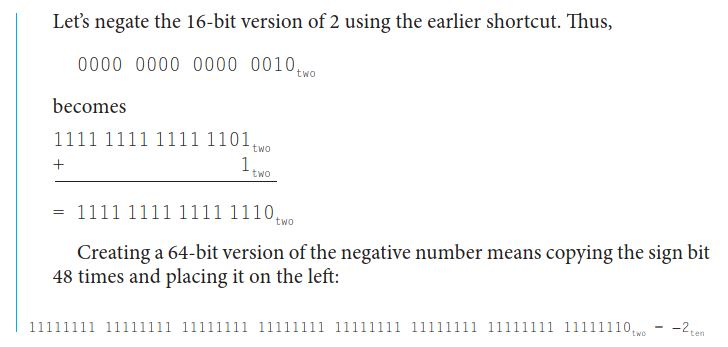 Let’s negate the 16-bit version of 2 using the earlier shortcut. Thus,
0000 0000 0000 0010two
becomes
1111 1111 1111 1101two
+ 1two
= 1111 1111 1111 1110two
Creating a 64-bit version of the negative number means copying the sign bit
48 times and placing it on the left:
11111111 11111111 11111111 11111111 11111111 11111111 11111111 11111110two – −2ten